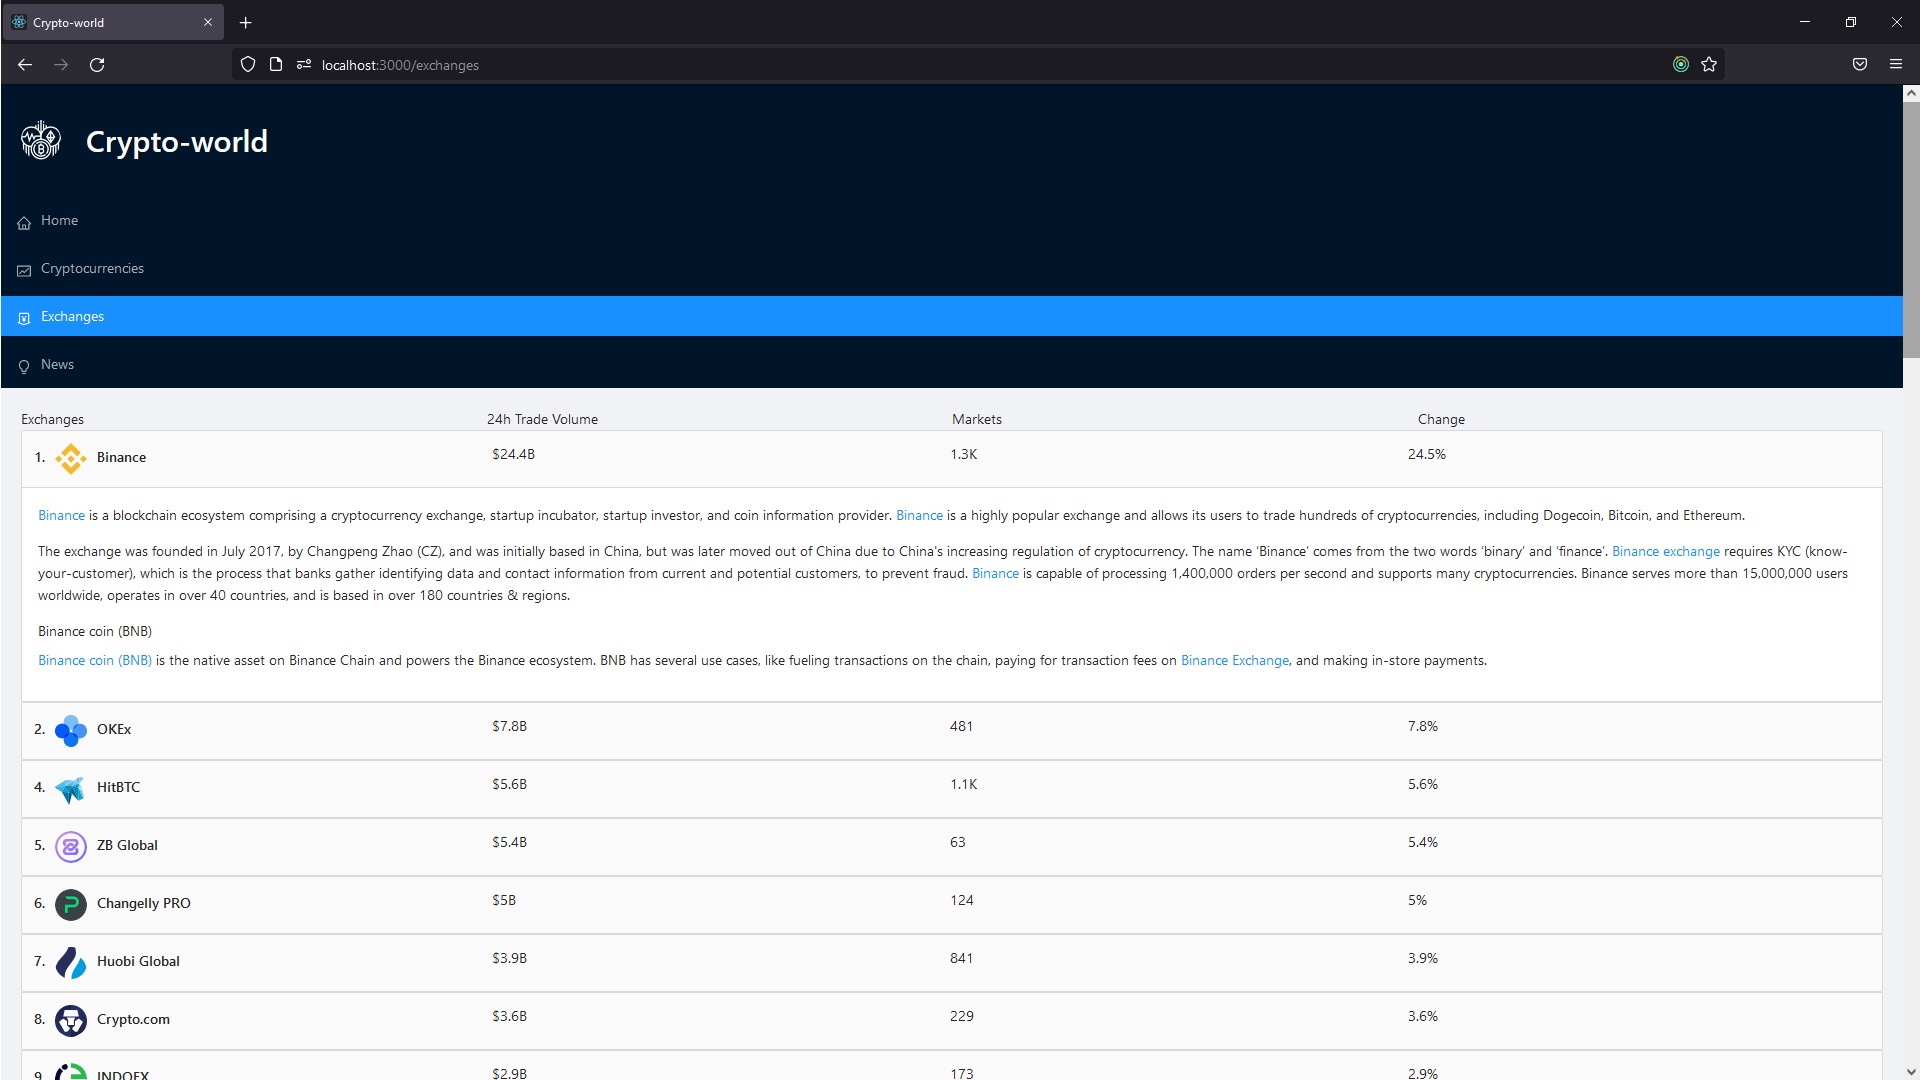 Crypto-world
localhost:3000/exchanges
Crypto-world
Home
Cryptocurrencies
Exchanges
News
Exchanges 24h Trade Volume Markets Change
1. Binance $24.4B 1.3K 24.5%
Binance is a blockchain ecosystem comprising a cryptocurrency exchange, startup incubator, startup investor, and coin information provider. Binance is a highly popular exchange and allows its users to trade hundreds of cryptocurrencies, including Dogecoin, Bitcoin, and Ethereum.
The exchange was founded in July 2017, by Changpeng Zhao (CZ), and was initially based in China, but was later moved out of China due to China's increasing regulation of cryptocurrency. The name ‘Binance’ comes from the two words ‘binary’ and ‘finance’. Binance exchange requires KYC (know-
your-customer), which is the process that banks gather identifying data and contact information from current and potential customers, to prevent fraud. Binance is capable of processing 1,400,000 orders per second and supports many cryptocurrencies. Binance serves more than 15,000,000 users
worldwide, operates in over 40 countries, and is based in over 180 countries & regions.
Binance coin (BNB)
Binance coin (BNB) is the native asset on Binance Chain and powers the Binance ecosystem. BNB has several use cases, like fueling transactions on the chain, paying for transaction fees on Binance Exchange, and making in-store payments.
2. OKEx $7.8B 481 7.8%
4. HitBTC $5.6B 1.1K 5.6%
5. ZB Global $5.4B 63 5.4%
6. Changelly PRO $5B 124 5%
7. Huobi Global $3.9B 841 3.9%
8. Crypto.com $3.6B 229 3.6%
9. INDOEX $2.9B 173 2.9%